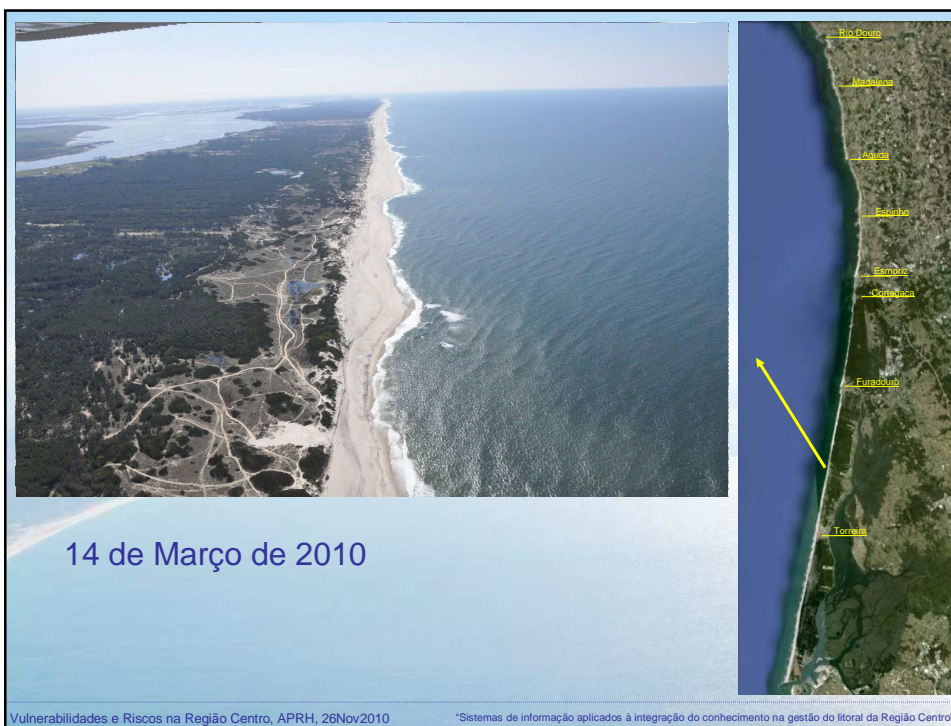 Rio Douro
Madalena
Aguda
Espinho
Esmoriz
Cortegaça
Furadouro
Torreira
14 de Março de 2010
Vulnerabilidades e Riscos na Região Centro, APRH, 26Nov2010
"Sistemas de informação aplicados à integração do conhecimento na gestão do litoral da Região Centro